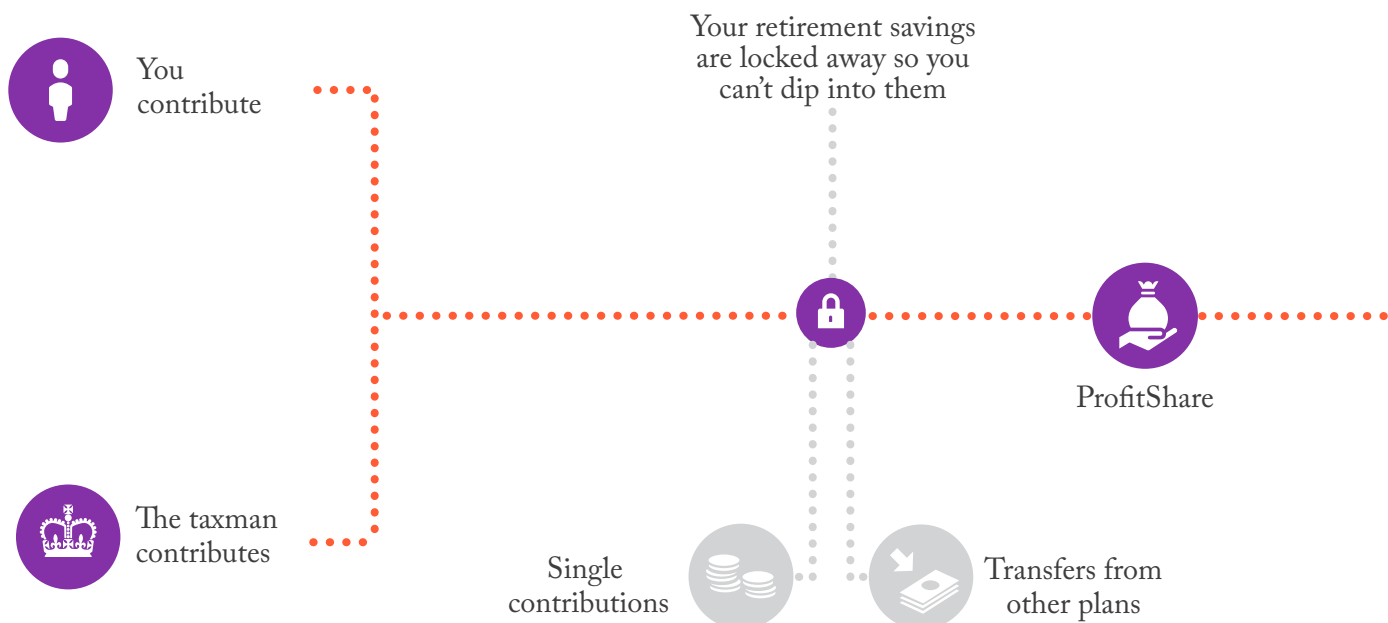 You
contribute
Your retirement savings
are locked away so you
can’t dip into them
ProfitShare
The taxman
contributes
Single
contributions
Transfers from
other plans